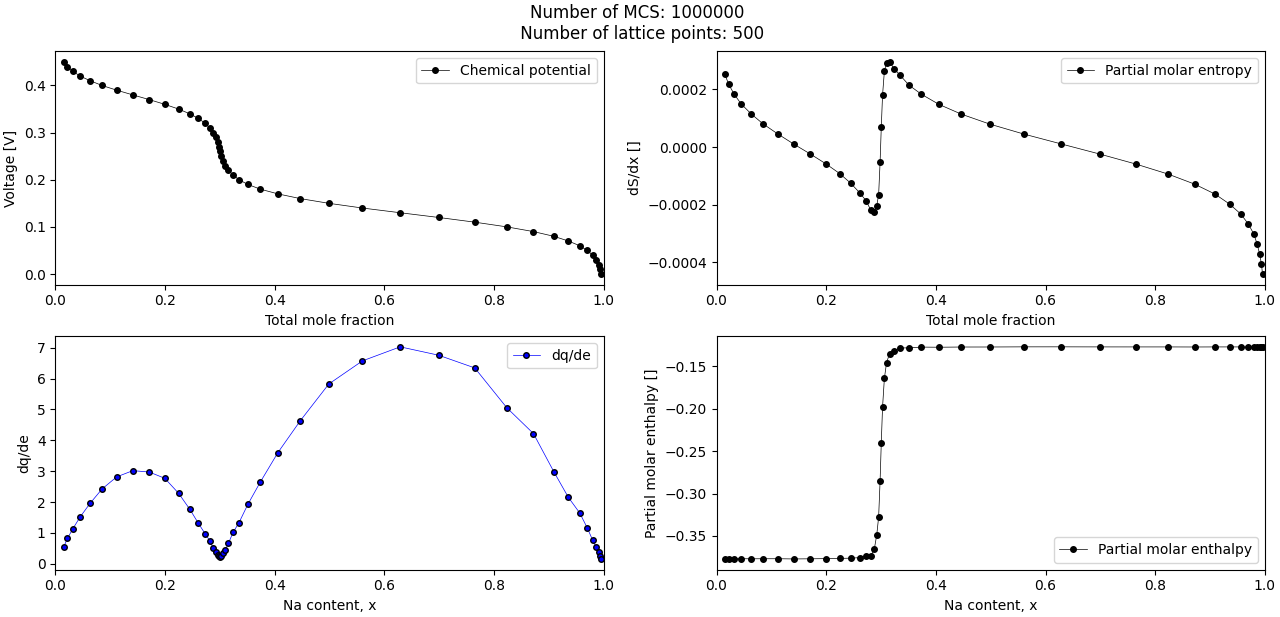 Number of MCS: 1000000
Number of lattice points: 500
Chemical potential
Voltage [V]
0.4
0.3
0.2
0.1
0.0
0.0 0.2 0.4 0.6 0.8 1.0
Total mole fraction
Partial molar entropy
dS/dx []
0.0002
0.0000
−0.0002
−0.0004
0.0 0.2 0.4 0.6 0.8 1.0
Total mole fraction
dq/de
dq/de
7
6
5
4
3
2
1
0
0.0 0.2 0.4 0.6 0.8 1.0
Na content, x
Partial molar enthalpy []
−0.15
−0.20
−0.25
−0.30
−0.35
Partial molar enthalpy
0.0 0.2 0.4 0.6 0.8 1.0
Na content, x